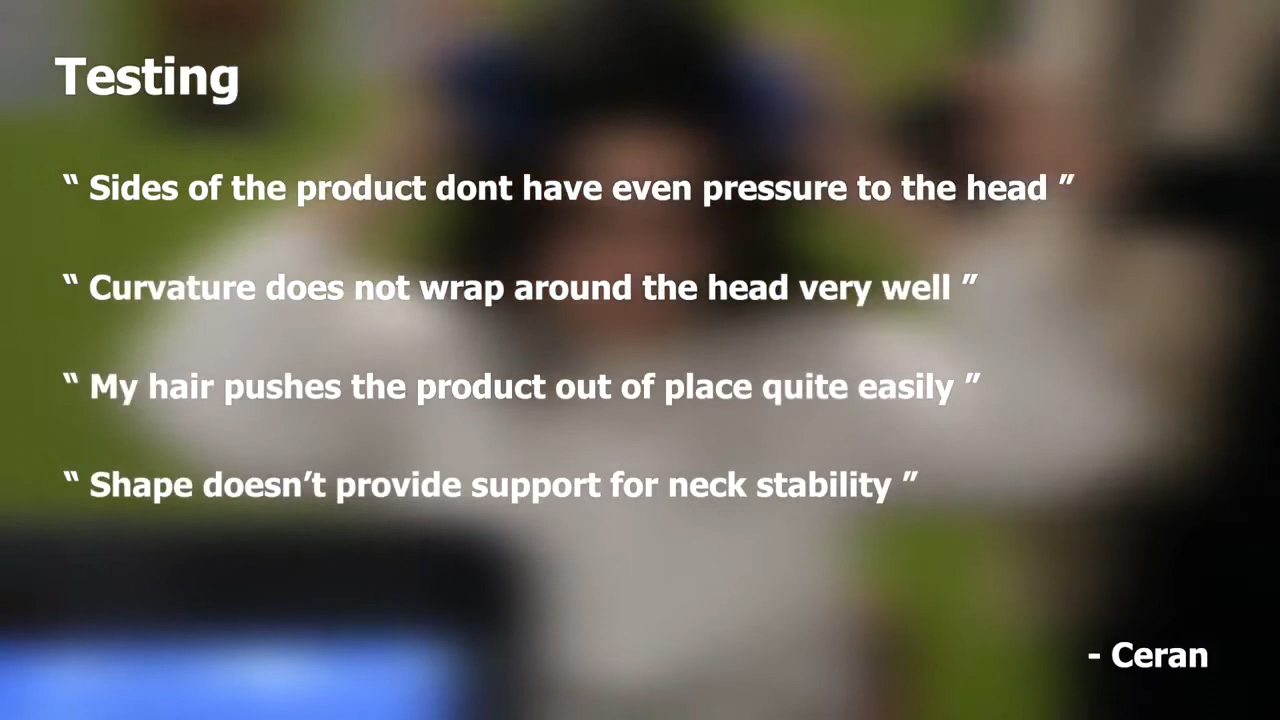 Testing
“ Sides of the product dont have even pressure to the head ”
“ Curvature does not wrap around the head very well ”
“ My hair pushes the product out of place quite easily ”
“ Shape doesn’t provide support for neck stability ”
- Ceran